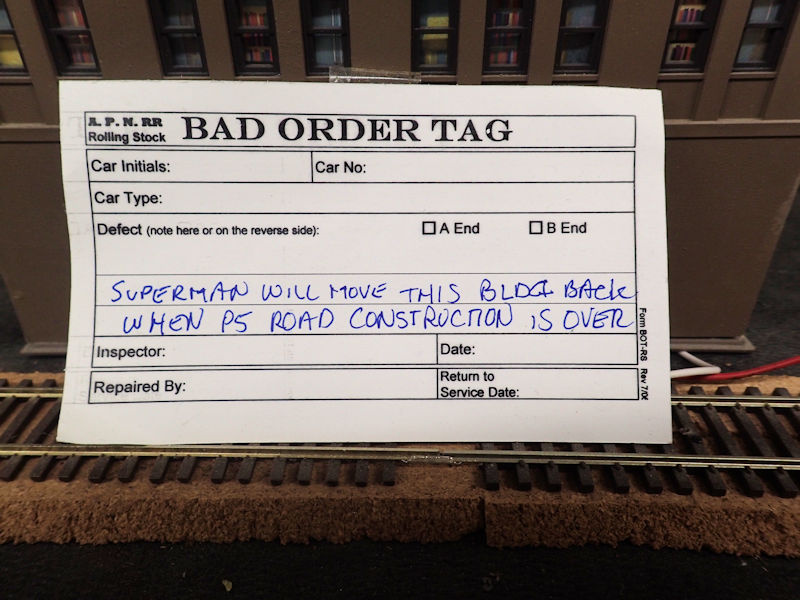 A. P. N. RR
Rolling Stock
BAD ORDER TAG
Car Initials:
Car No:
Car Type:
Defect (note here or on the reverse side):
A End
B End
SUPERMAN WILL MOVE THIS BLDG BACK
WHEN P5 ROAD CONSTRUCTION IS OVER
Inspector:
Date:
Repaired By:
Return to
Service Date:
Form BOT-RS Rev 7/06